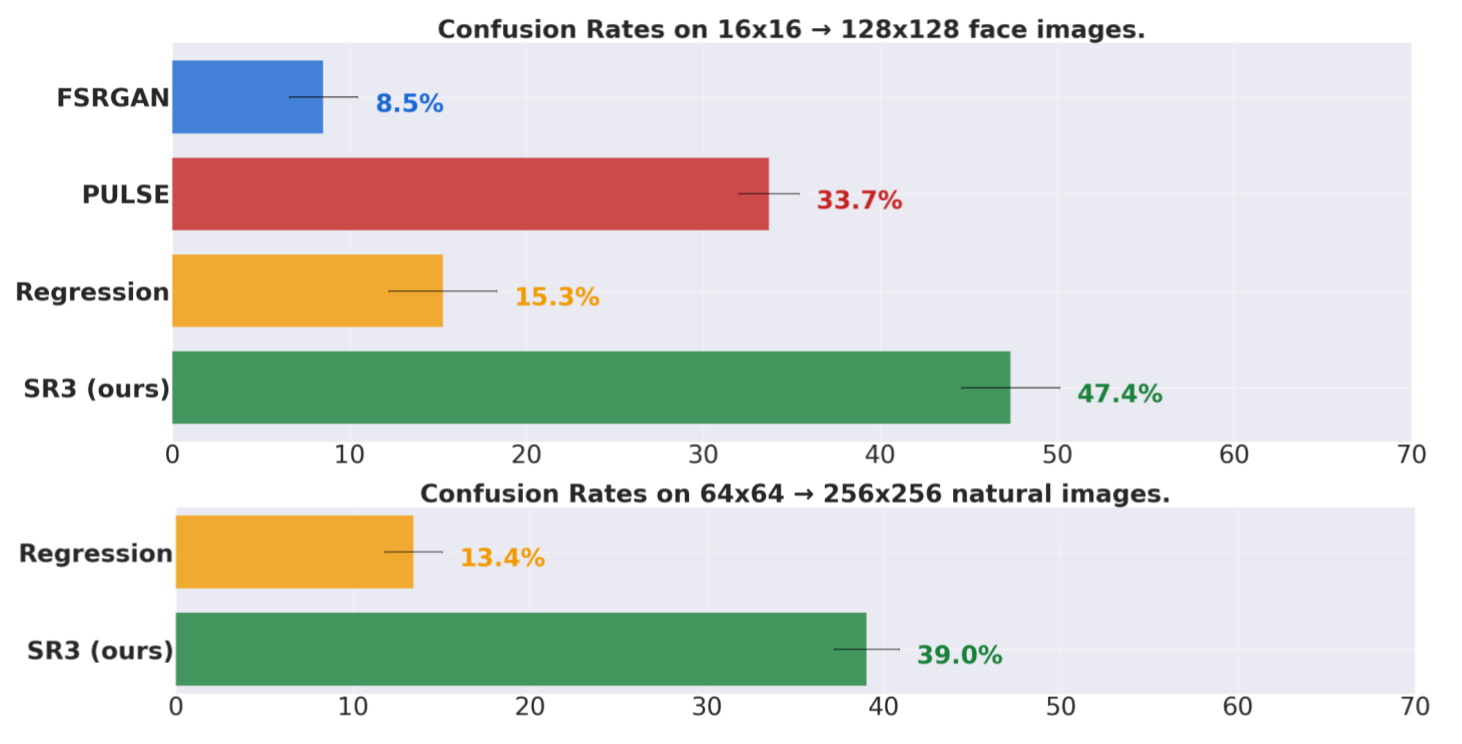 Confusion Rates on 16x16 → 128x128 face images.
FSRGAN 8.5%
PULSE 33.7%
Regression 15.3%
SR3 (ours) 47.4%
0 10 20 30 40 50 60 70
Confusion Rates on 64x64 → 256x256 natural images.
Regression 13.4%
SR3 (ours) 39.0%
0 10 20 30 40 50 60 70